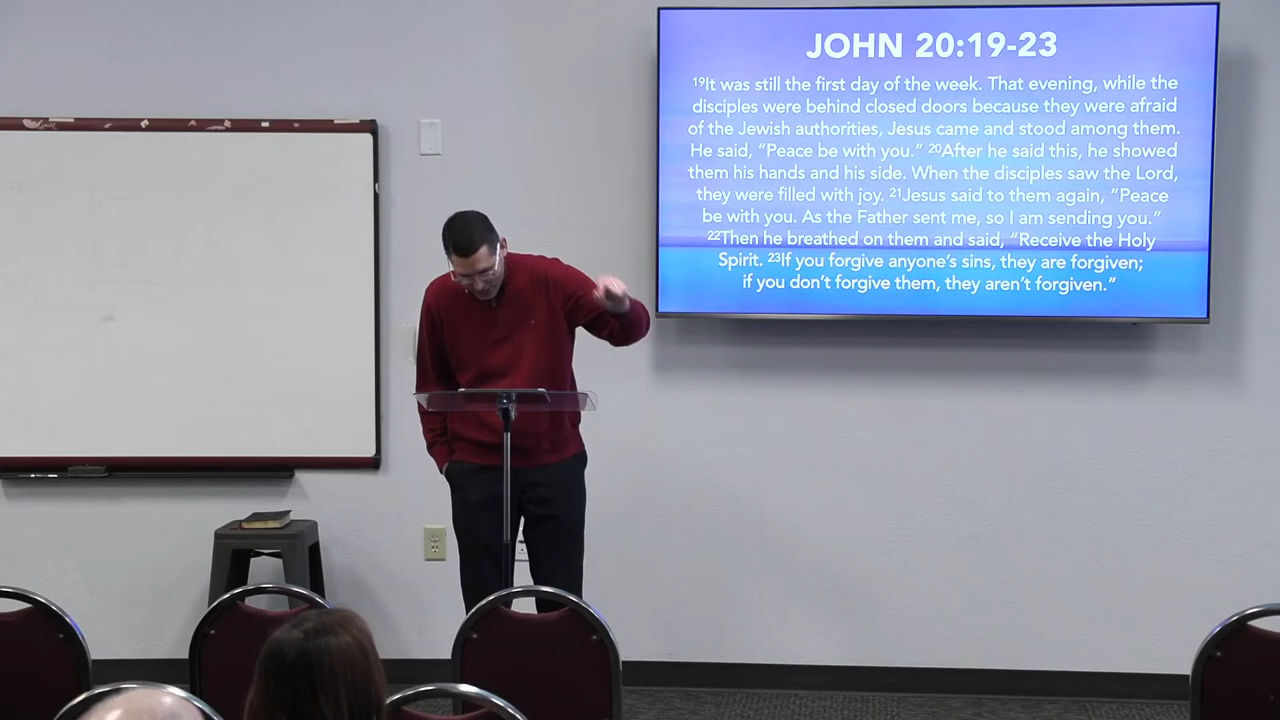 JOHN 20:19-23
¹⁹It was still the first day of the week. That evening, while the
disciples were behind closed doors because they were afraid
of the Jewish authorities, Jesus came and stood among them.
He said, “Peace be with you.” ²⁰After he said this, he showed
them his hands and his side. When the disciples saw the Lord,
they were filled with joy. ²¹Jesus said to them again, “Peace
be with you. As the Father sent me, so I am sending you.”
²²Then he breathed on them and said, “Receive the Holy
Spirit. ²³If you forgive anyone’s sins, they are forgiven;
if you don’t forgive them, they aren’t forgiven.”